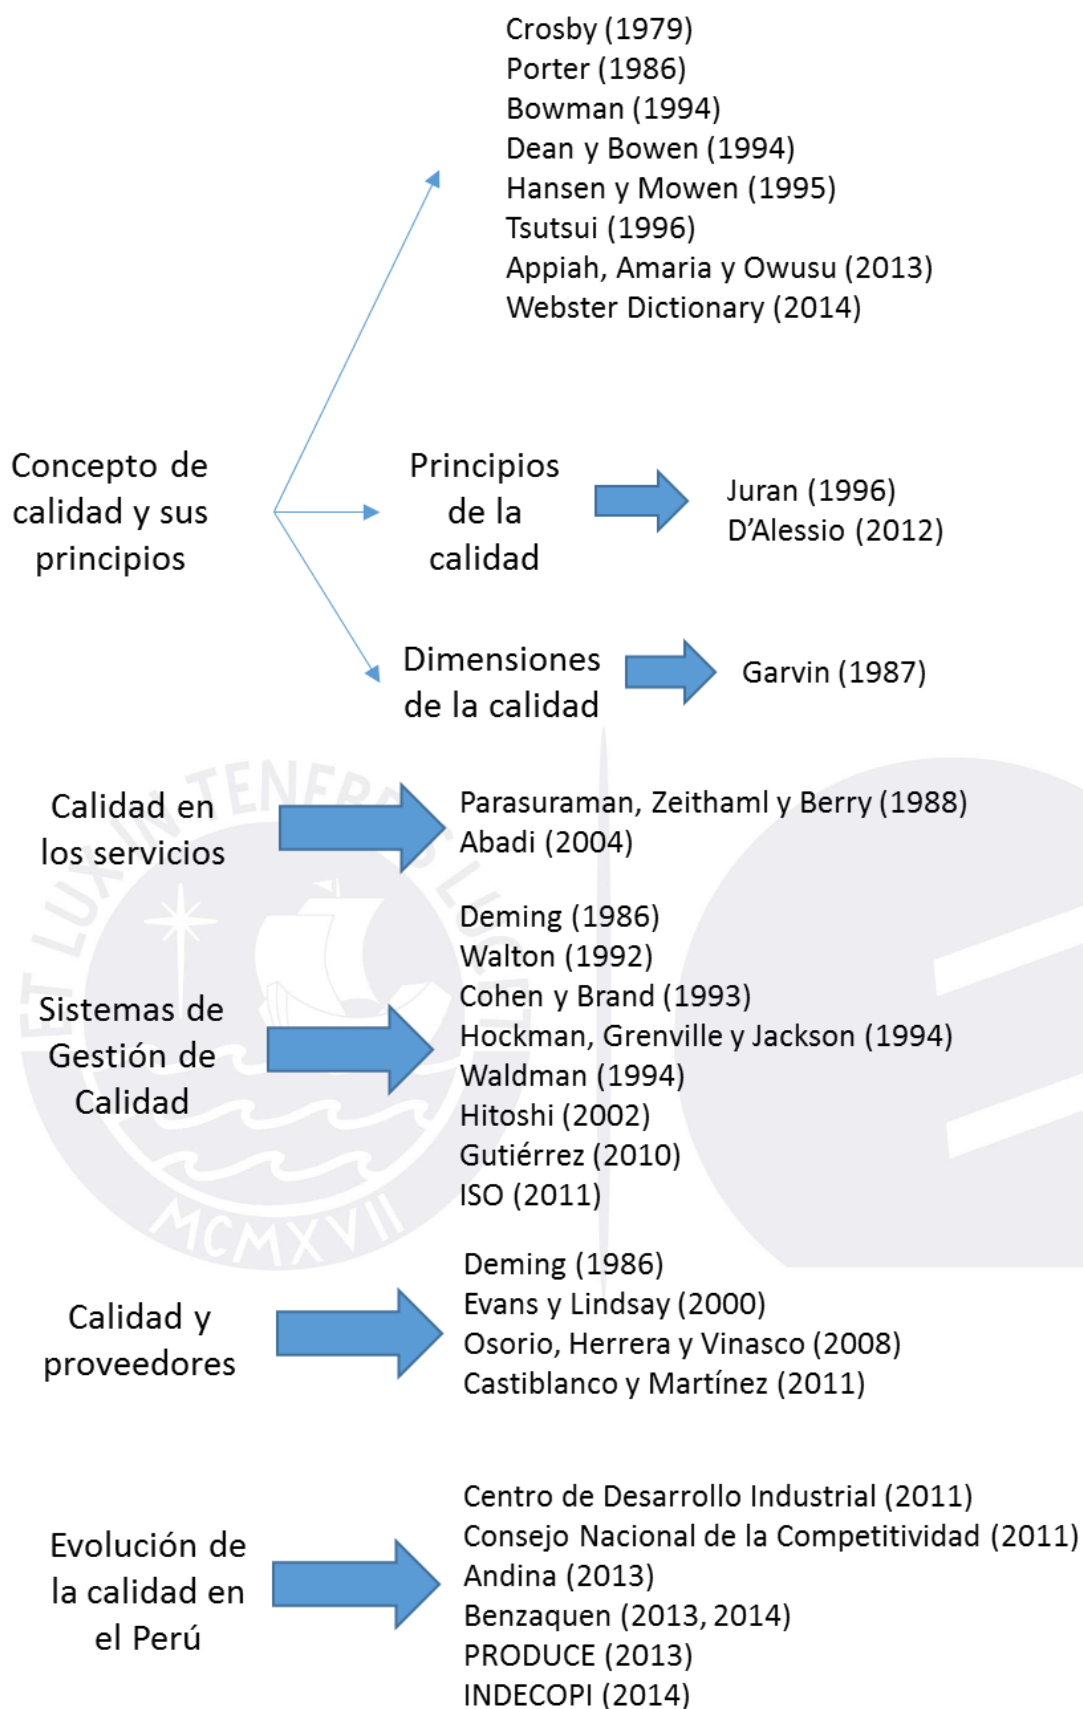 Crosby (1979)
Porter (1986)
Bowman (1994)
Dean y Bowen (1994)
Hansen y Mowen (1995)
Tsutsui (1996)
Appiah, Amaria y Owusu (2013)
Webster Dictionary (2014)
Concepto de
calidad y sus
principios
Principios
de la
calidad
Juran (1996)
D’Alessio (2012)
Dimensiones
de la calidad
Garvin (1987)
Calidad en
los servicios
Parasuraman, Zeithaml y Berry (1988)
Abadi (2004)
Sistemas de
Gestión de
Calidad
Deming (1986)
Walton (1992)
Cohen y Brand (1993)
Hockman, Grenville y Jackson (1994)
Waldman (1994)
Hitoshi (2002)
Gutiérrez (2010)
ISO (2011)
Calidad y
proveedores
Deming (1986)
Evans y Lindsay (2000)
Osorio, Herrera y Vinasco (2008)
Castiblanco y Martínez (2011)
Evolución de
la calidad en
el Perú
Centro de Desarrollo Industrial (2011)
Consejo Nacional de la Competitividad (2011)
Andina (2013)
Benzaquen (2013, 2014)
PRODUCE (2013)
INDECOPI (2014)
ET LUX IN TENEBRIS LUCET
MCMXVII